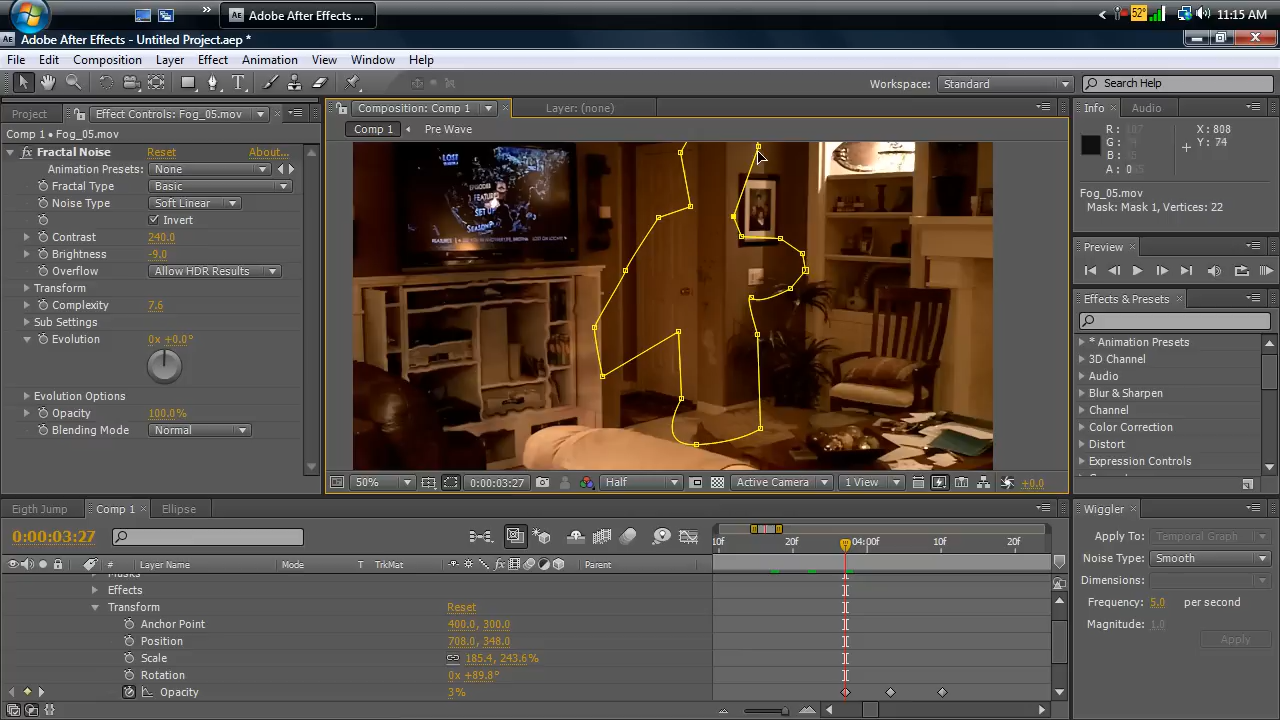 Adobe After Effects ...
52°
11:15 AM
Adobe After Effects - Untitled Project.aep *
File Edit Composition Layer Effect Animation View Window Help
Workspace: Standard
Search Help
Project
Effect Controls: Fog_05.mov
Comp 1 • Fog_05.mov
Fractal Noise Reset About...
Animation Presets: None
Fractal Type Basic
Noise Type Soft Linear
Invert
Contrast 240.0
Brightness -9.0
Overflow Allow HDR Results
Transform
Complexity 7.6
Sub Settings
Evolution 0x +0.0°
Evolution Options
Opacity 100.0%
Blending Mode Normal
Composition: Comp 1
Layer: (none)
Comp 1 Pre Wave
LOST
EPISODES
FEATURES
SET UP
50% 0:00:03:27 Half Active Camera 1 View +0.0
Info Audio
R:
G:
B:
A: 0
X: 808
Y: 74
Fog_05.mov
Mask: Mask 1, Vertices: 22
Preview
Effects & Presets
* Animation Presets
3D Channel
Audio
Blur & Sharpen
Channel
Color Correction
Distort
Expression Controls
Eigth Jump Comp 1 Ellipse
0:00:03:27
# Layer Name Mode T TrkMat Parent
10f 20f 04:00f 10f 20f
Masks
Effects
Transform Reset
Anchor Point 400.0, 300.0
Position 708.0, 348.0
Scale 185.4, 243.6%
Rotation 0x +89.8°
Opacity 3%
Wiggler
Apply To: Temporal Graph
Noise Type: Smooth
Dimensions:
Frequency: 5.0 per second
Magnitude: 1.0
Apply